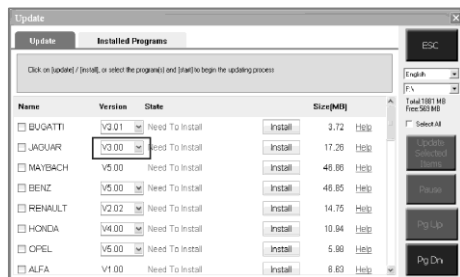 Update
Update Installed Programs
ESC
Click on [update] / [install], or select the program(s) and [start] to begin the updating process
English
F:\
Total:1881 MB
Free:569 MB
Select All
Name Version State Size(MB)
BUGATTI V3.01 Need To Install Install 3.72 Help
JAGUAR V3.00 Need To Install Install 17.26 Help
MAYBACH V5.00 Need To Install Install 46.86 Help
BENZ V5.00 Need To Install Install 46.85 Help
RENAULT V2.02 Need To Install Install 14.75 Help
HONDA V4.00 Need To Install Install 10.94 Help
OPEL V5.00 Need To Install Install 5.98 Help
ALFA V1.00 Need To Install Install 6.63 Help
Update
Selected
Items
Pause
Pg Up
Pg Dn